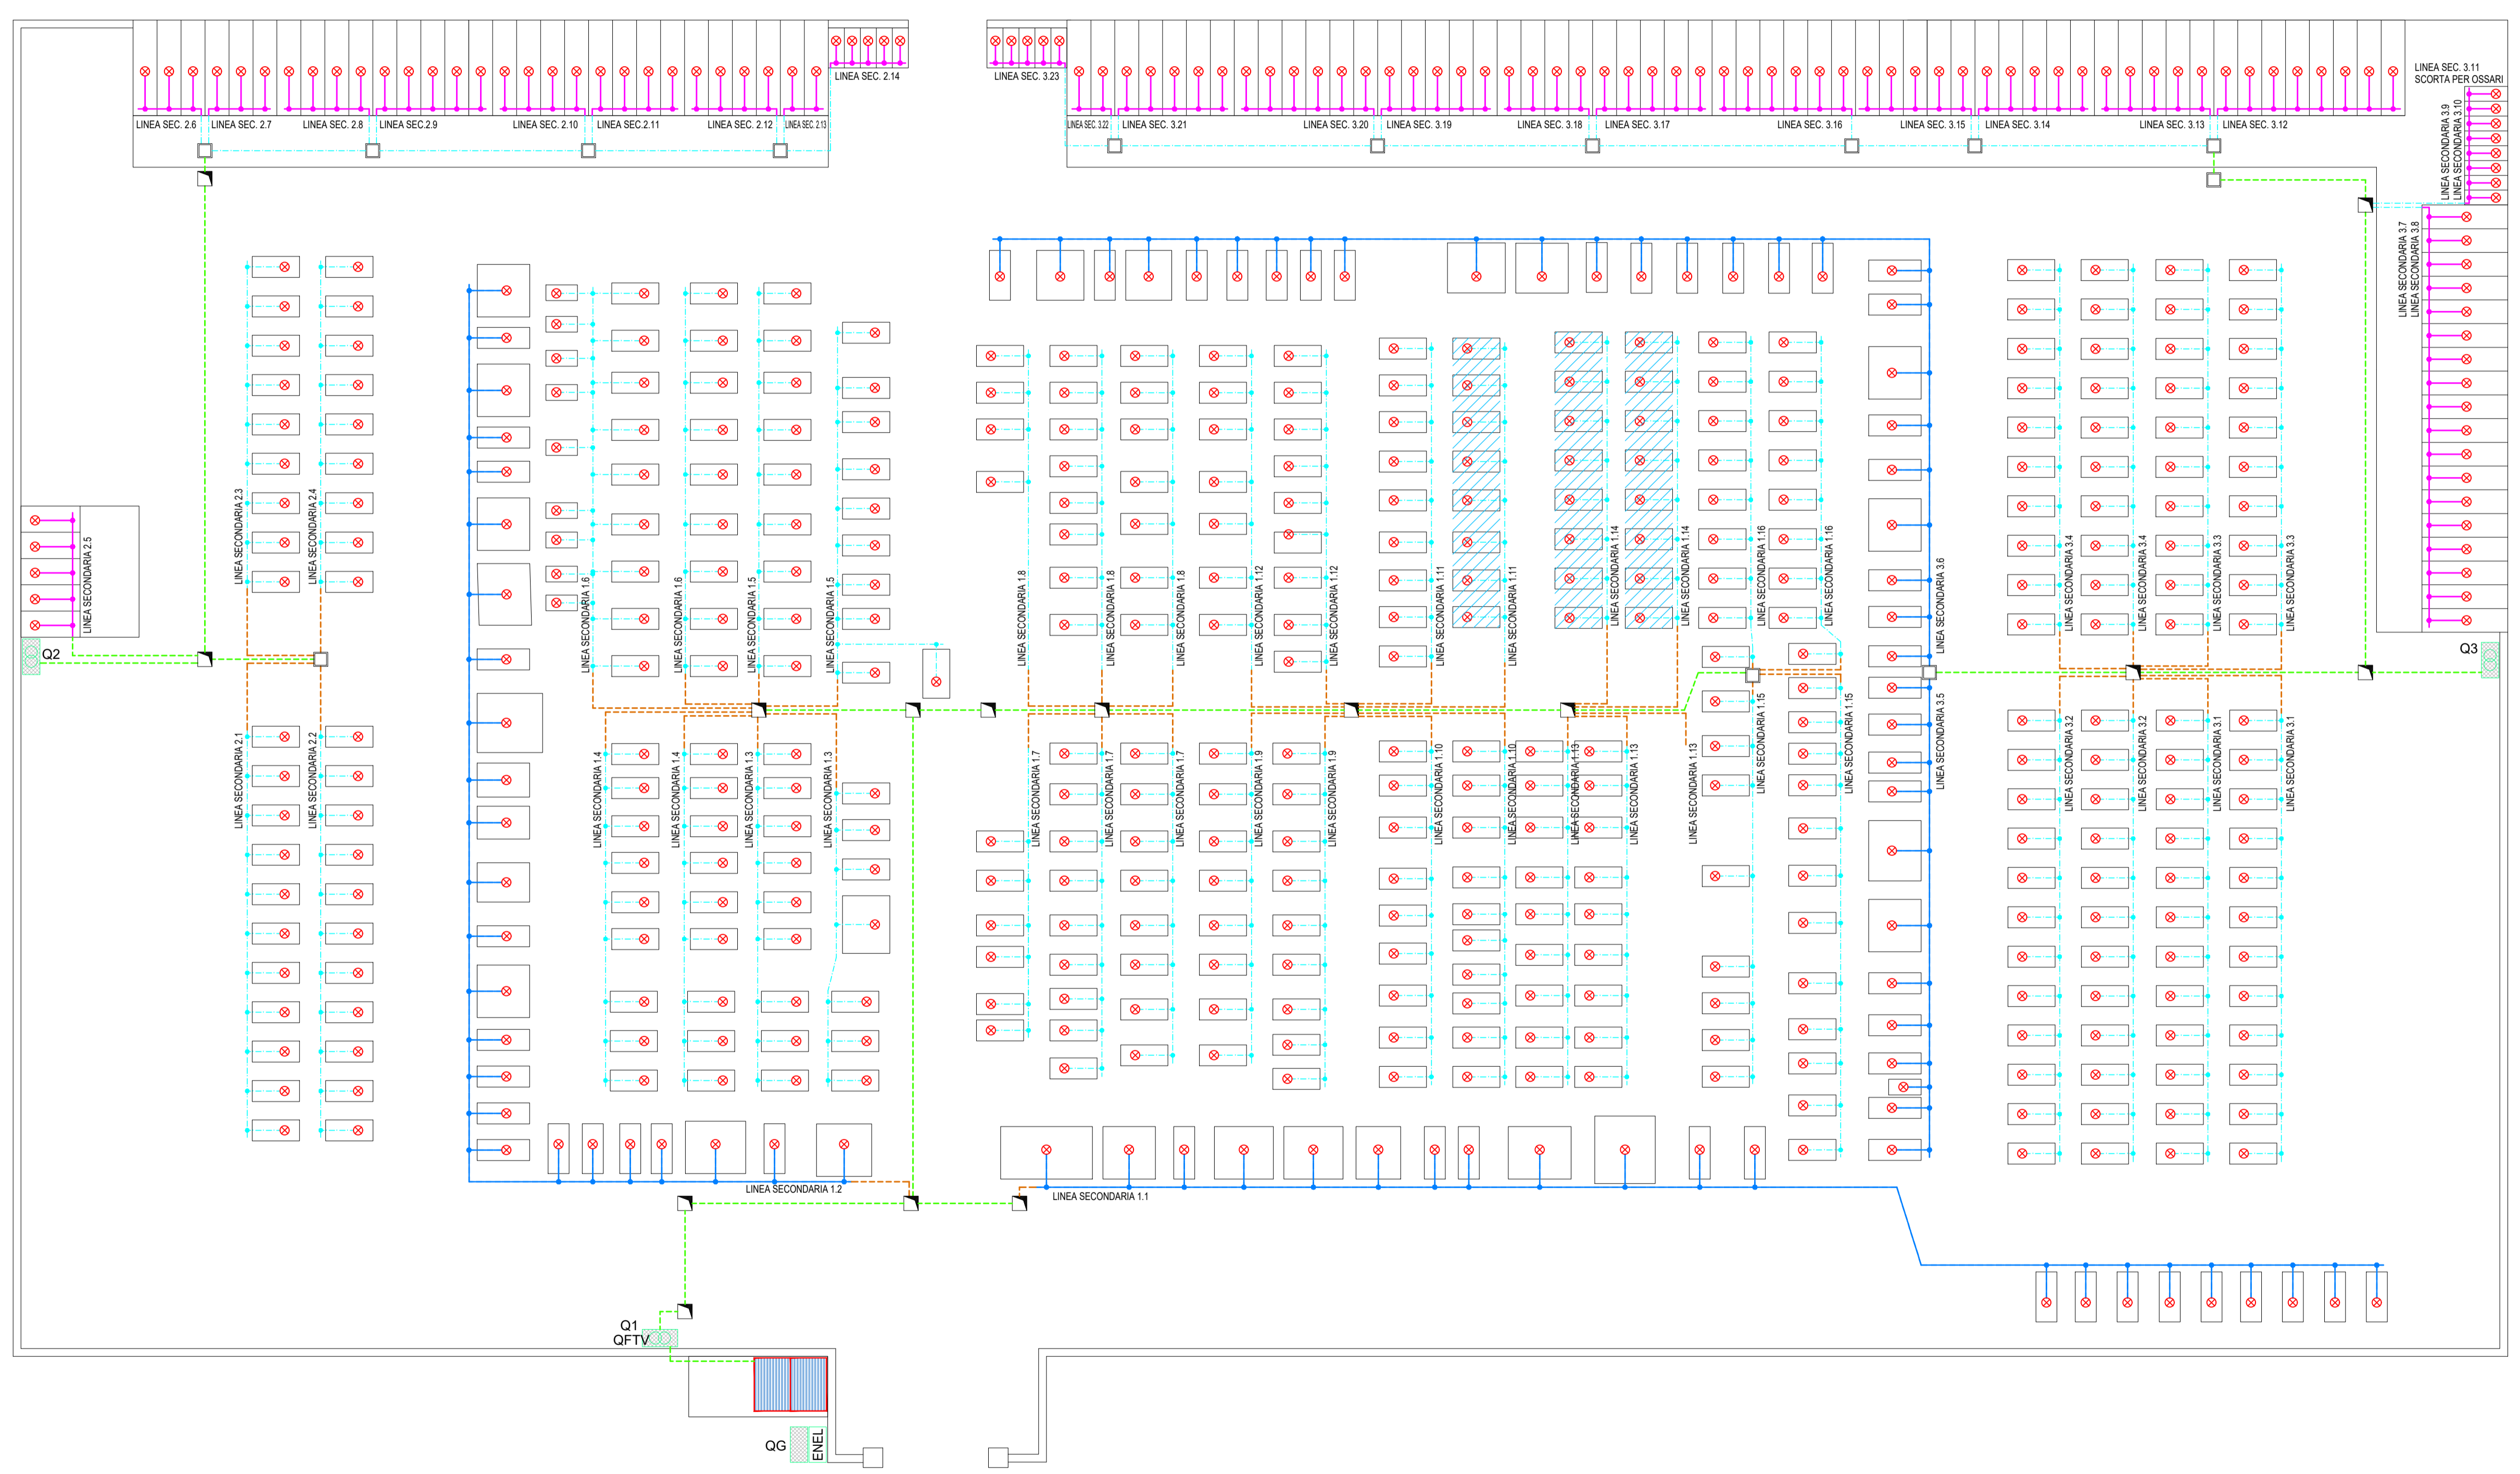 LINEA SEC. 2.14
LINEA SEC. 3.23
LINEA SEC. 3.11
SCORTA PER OSSARI
LINEA SEC. 2.6
LINEA SEC. 2.7
LINEA SEC. 2.8
LINEA SEC.2.9
LINEA SEC. 2.10
LINEA SEC.2.11
LINEA SEC. 2.12
LINEA SEC. 2.13
LINEA SEC. 3.22
LINEA SEC. 3.21
LINEA SEC. 3.20
LINEA SEC. 3.19
LINEA SEC. 3.18
LINEA SEC. 3.17
LINEA SEC. 3.16
LINEA SEC. 3.15
LINEA SEC. 3.14
LINEA SEC. 3.13
LINEA SEC. 3.12
LINEA SECONDARIA 3.9
LINEA SECONDARIA 3.10
LINEA SECONDARIA 3.7
LINEA SECONDARIA 3.8
LINEA SECONDARIA 2.5
LINEA SECONDARIA 2.3
LINEA SECONDARIA 2.4
LINEA SECONDARIA 1.6
LINEA SECONDARIA 1.6
LINEA SECONDARIA 1.5
LINEA SECONDARIA 1.5
LINEA SECONDARIA 1.8
LINEA SECONDARIA 1.8
LINEA SECONDARIA 1.8
LINEA SECONDARIA 1.12
LINEA SECONDARIA 1.12
LINEA SECONDARIA 1.11
LINEA SECONDARIA 1.11
LINEA SECONDARIA 1.14
LINEA SECONDARIA 1.14
LINEA SECONDARIA 1.16
LINEA SECONDARIA 1.16
LINEA SECONDARIA 3.6
LINEA SECONDARIA 3.4
LINEA SECONDARIA 3.4
LINEA SECONDARIA 3.3
LINEA SECONDARIA 3.3
Q2
Q3
LINEA SECONDARIA 2.1
LINEA SECONDARIA 2.2
LINEA SECONDARIA 1.4
LINEA SECONDARIA 1.4
LINEA SECONDARIA 1.3
LINEA SECONDARIA 1.3
LINEA SECONDARIA 1.7
LINEA SECONDARIA 1.7
LINEA SECONDARIA 1.7
LINEA SECONDARIA 1.9
LINEA SECONDARIA 1.9
LINEA SECONDARIA 1.10
LINEA SECONDARIA 1.10
LINEA SECONDARIA 1.13
LINEA SECONDARIA 1.13
LINEA SECONDARIA 1.13
LINEA SECONDARIA 1.15
LINEA SECONDARIA 1.15
LINEA SECONDARIA 3.5
LINEA SECONDARIA 3.2
LINEA SECONDARIA 3.2
LINEA SECONDARIA 3.1
LINEA SECONDARIA 3.1
LINEA SECONDARIA 1.2
LINEA SECONDARIA 1.1
Q1
QFTV
QG
ENEL